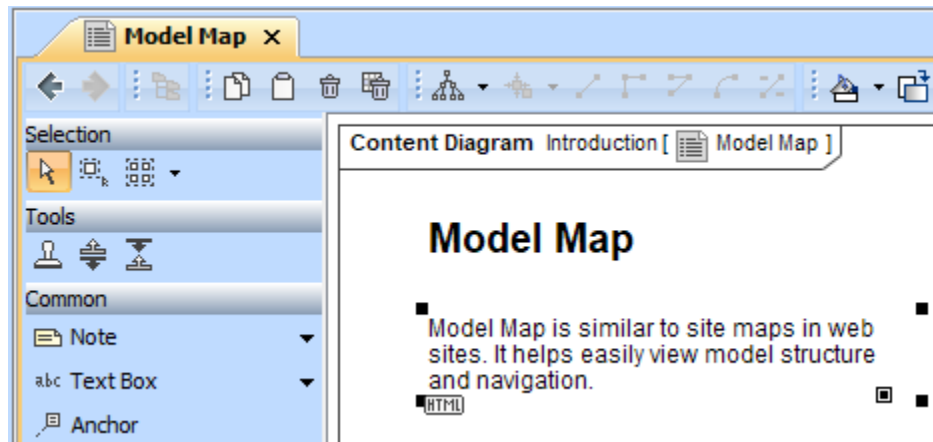 Model Map
Selection
Content Diagram Introduction [ Model Map ]
Tools
Model Map
Common
Note
Model Map is similar to site maps in web
sites. It helps easily view model structure
and navigation.
HTML
abc Text Box
Anchor